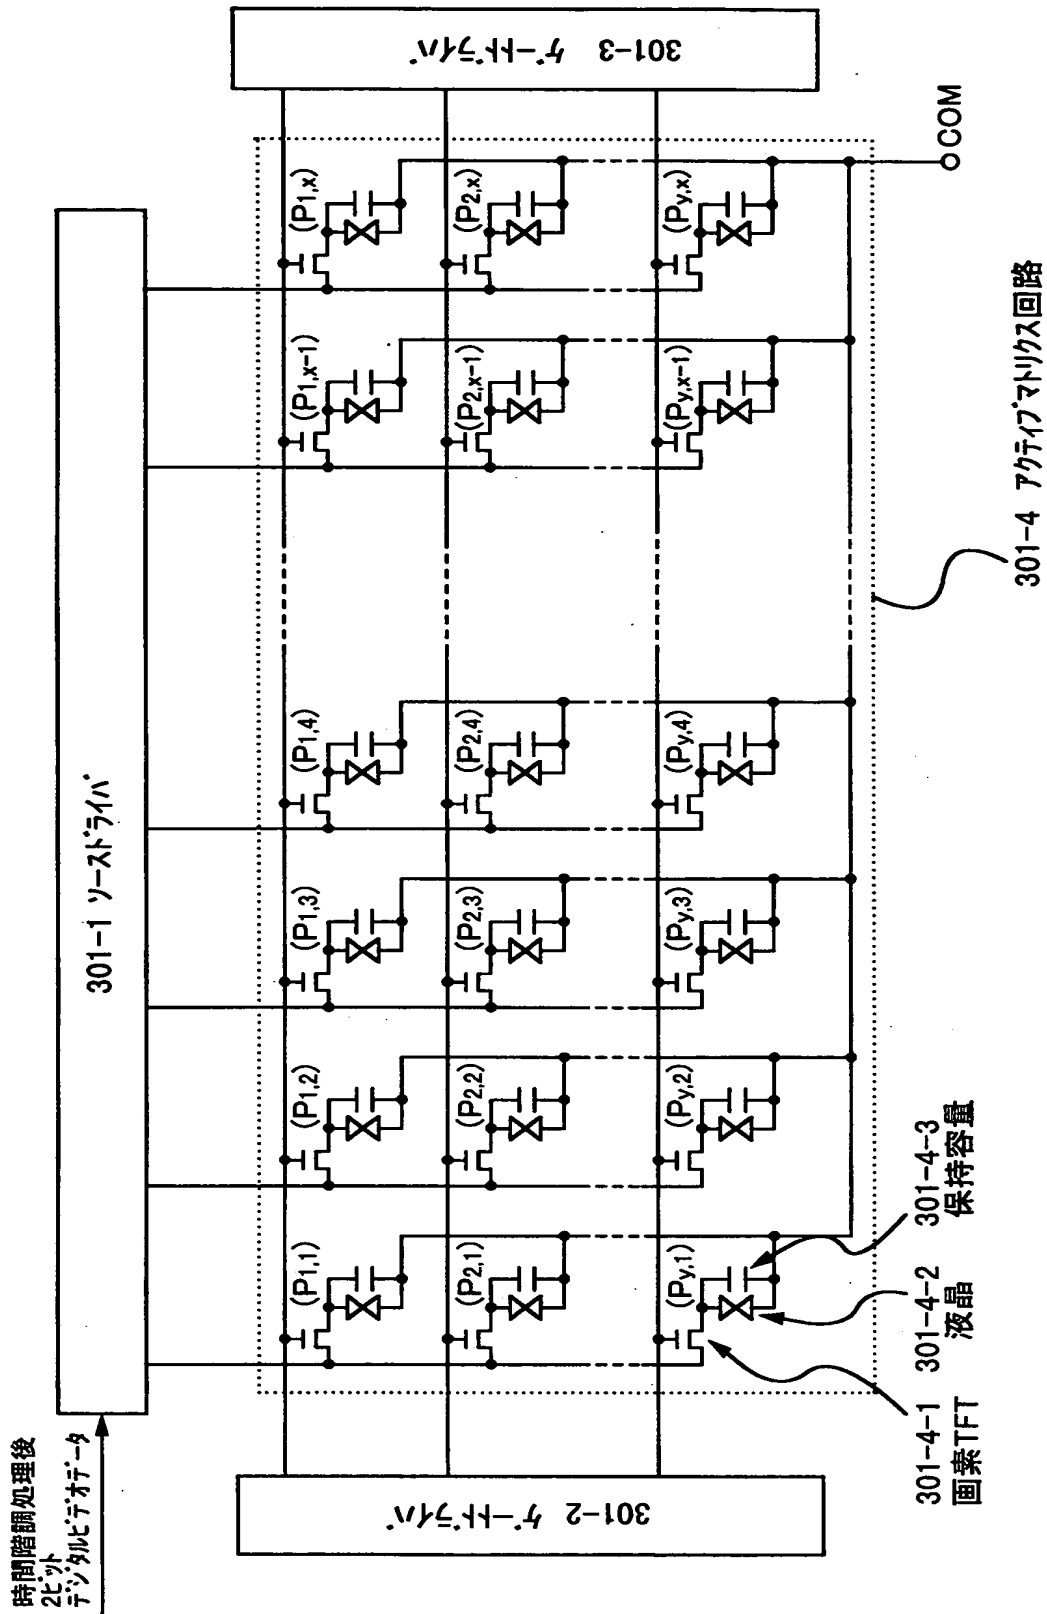 時間階調処理後
2ビット
デジタルビデオデータ
301-1 ソースドライバ
301-2 ゲートドライバ
301-3 ゲートドライバ
(P1,1)
(P1,2)
(P1,3)
(P1,4)
(P1,x-1)
(P1,x)
(P2,1)
(P2,2)
(P2,3)
(P2,4)
(P2,x-1)
(P2,x)
(Py,1)
(Py,2)
(Py,3)
(Py,4)
(Py,x-1)
(Py,x)
COM
301-4-1
画素TFT
301-4-2
液晶
301-4-3
保持容量
301-4 アクティブマトリクス回路